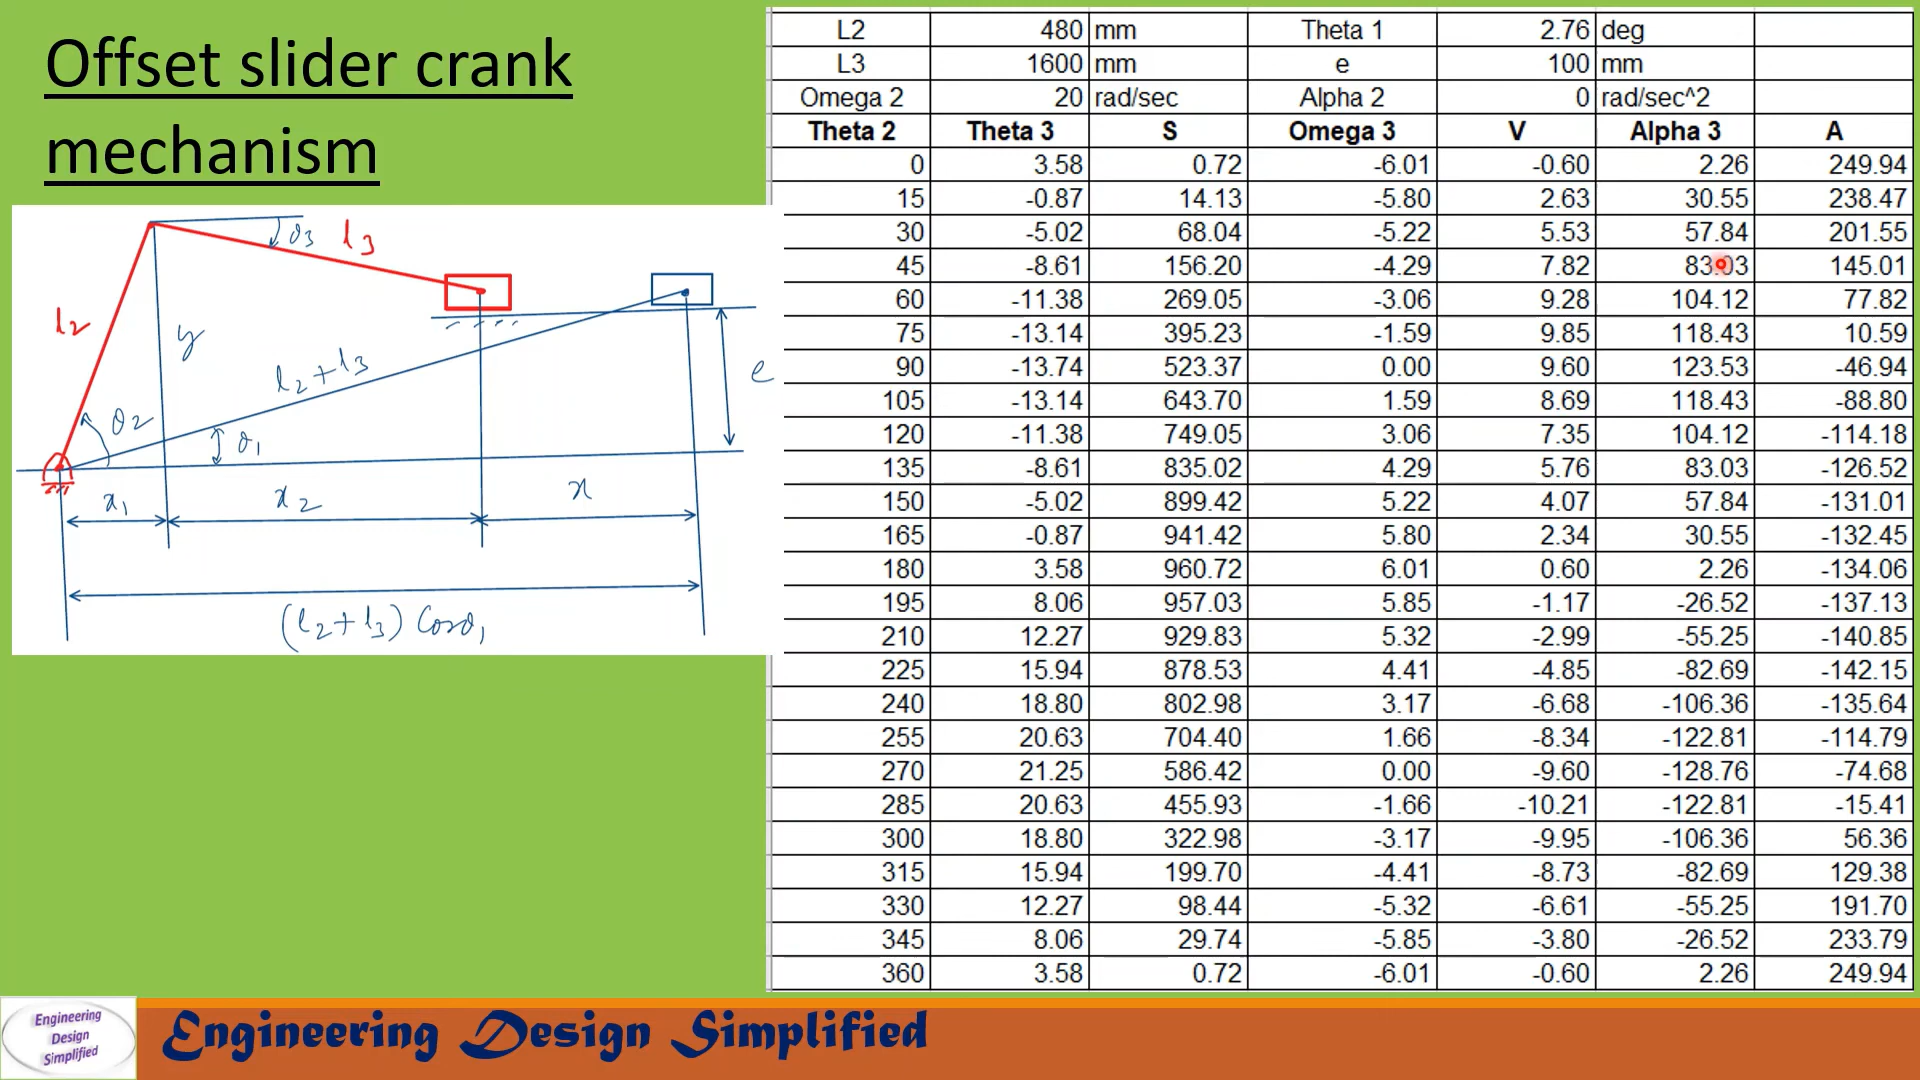 Offset slider crank
mechanism
θ3
l3
l2
y
l2+l3
e
θ2
θ1
x1
x2
x
(l2+l3) Cosθ1
L2 480 mm Theta 1 2.76 deg
L3 1600 mm e 100 mm
Omega 2 20 rad/sec Alpha 2 0 rad/sec^2
Theta 2 Theta 3 S Omega 3 V Alpha 3 A
0 3.58 0.72 -6.01 -0.60 2.26 249.94
15 -0.87 14.13 -5.80 2.63 30.55 238.47
30 -5.02 68.04 -5.22 5.53 57.84 201.55
45 -8.61 156.20 -4.29 7.82 83.03 145.01
60 -11.38 269.05 -3.06 9.28 104.12 77.82
75 -13.14 395.23 -1.59 9.85 118.43 10.59
90 -13.74 523.37 0.00 9.60 123.53 -46.94
105 -13.14 643.70 1.59 8.69 118.43 -88.80
120 -11.38 749.05 3.06 7.35 104.12 -114.18
135 -8.61 835.02 4.29 5.76 83.03 -126.52
150 -5.02 899.42 5.22 4.07 57.84 -131.01
165 -0.87 941.42 5.80 2.34 30.55 -132.45
180 3.58 960.72 6.01 0.60 2.26 -134.06
195 8.06 957.03 5.85 -1.17 -26.52 -137.13
210 12.27 929.83 5.32 -2.99 -55.25 -140.85
225 15.94 878.53 4.41 -4.85 -82.69 -142.15
240 18.80 802.98 3.17 -6.68 -106.36 -135.64
255 20.63 704.40 1.66 -8.34 -122.81 -114.79
270 21.25 586.42 0.00 -9.60 -128.76 -74.68
285 20.63 455.93 -1.66 -10.21 -122.81 -15.41
300 18.80 322.98 -3.17 -9.95 -106.36 56.36
315 15.94 199.70 -4.41 -8.73 -82.69 129.38
330 12.27 98.44 -5.32 -6.61 -55.25 191.70
345 8.06 29.74 -5.85 -3.80 -26.52 233.79
360 3.58 0.72 -6.01 -0.60 2.26 249.94
Engineering
Design
Simplified
Engineering Design Simplified